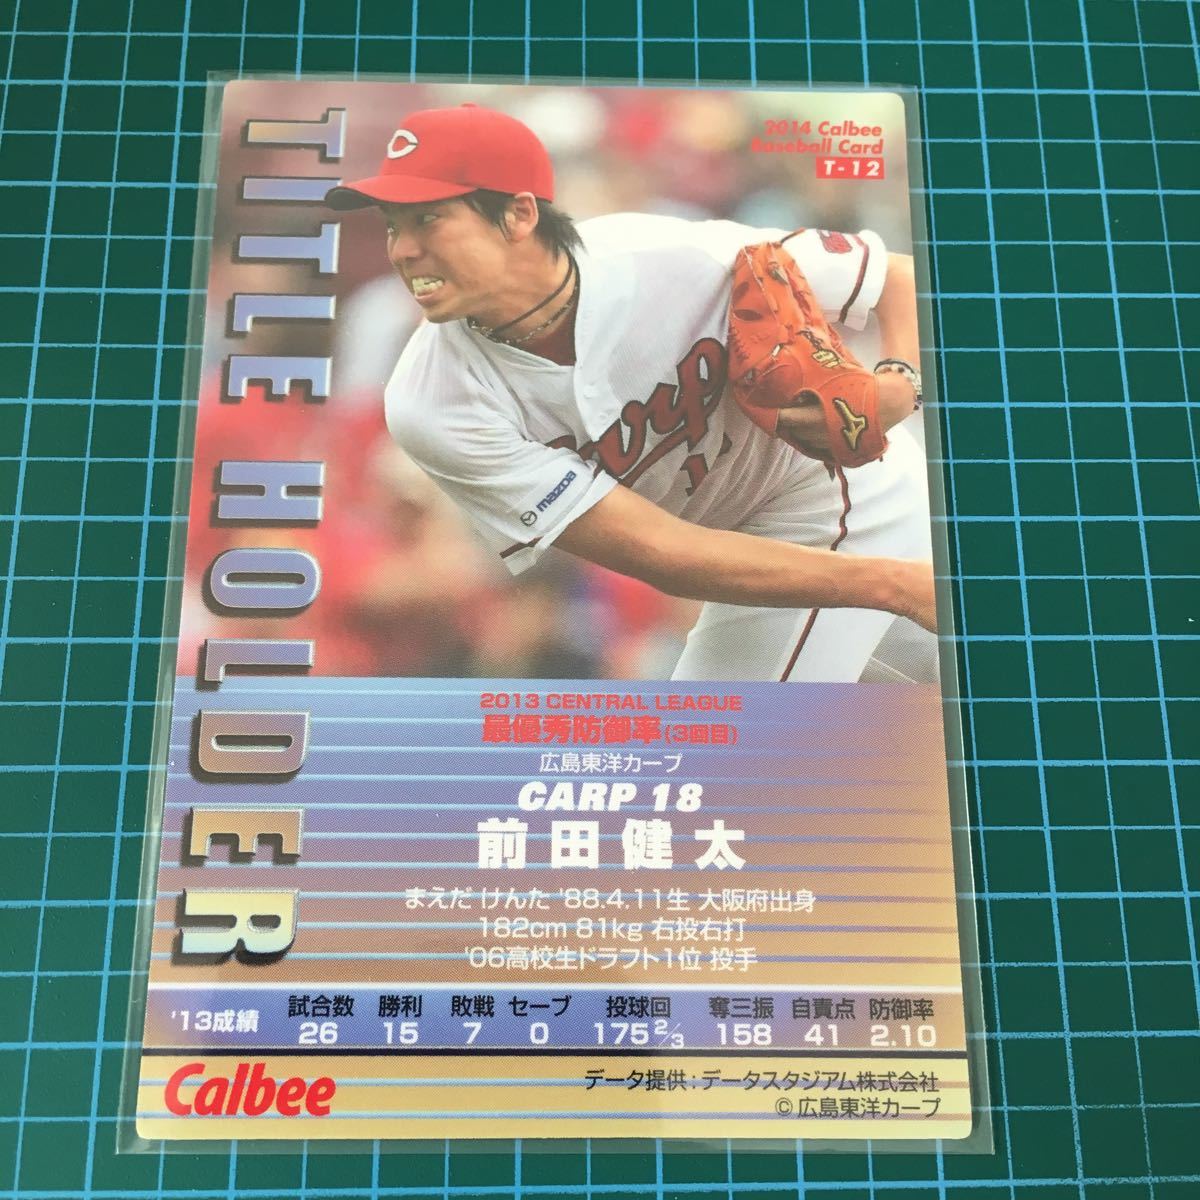 2014 Calbee
Baseball Card
T-12
TITLE HOLDER
Carp
1
mazda
2013 CENTRAL LEAGUE
最優秀防御率(3回目)
広島東洋カープ
CARP 18
前田健太
まえだ けんた '88.4.11生 大阪府出身
182cm 81kg 右投右打
'06高校生ドラフト1位 投手
'13成績 試合数 勝利 敗戦 セーブ 投球回 奪三振 自責点 防御率
26 15 7 0 175 2/3 158 41 2.10
Calbee
データ提供:データスタジアム株式会社
©広島東洋カープ